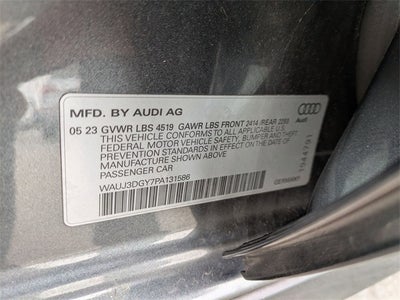 MFD. BY AUDI AG
05 23 GVWR LBS 4519 GAWR LBS FRONT 2414 /REAR 2293
THIS VEHICLE CONFORMS TO ALL APPLICABLE U.S.
FEDERAL MOTOR VEHICLE SAFETY, BUMPER AND THEFT
PREVENTION STANDARDS IN EFFECT ON THE DATE OF
MANUFACTURE SHOWN ABOVE
PASSENGER CAR
WAUJ3DGY7PA131586
Audi
1044791